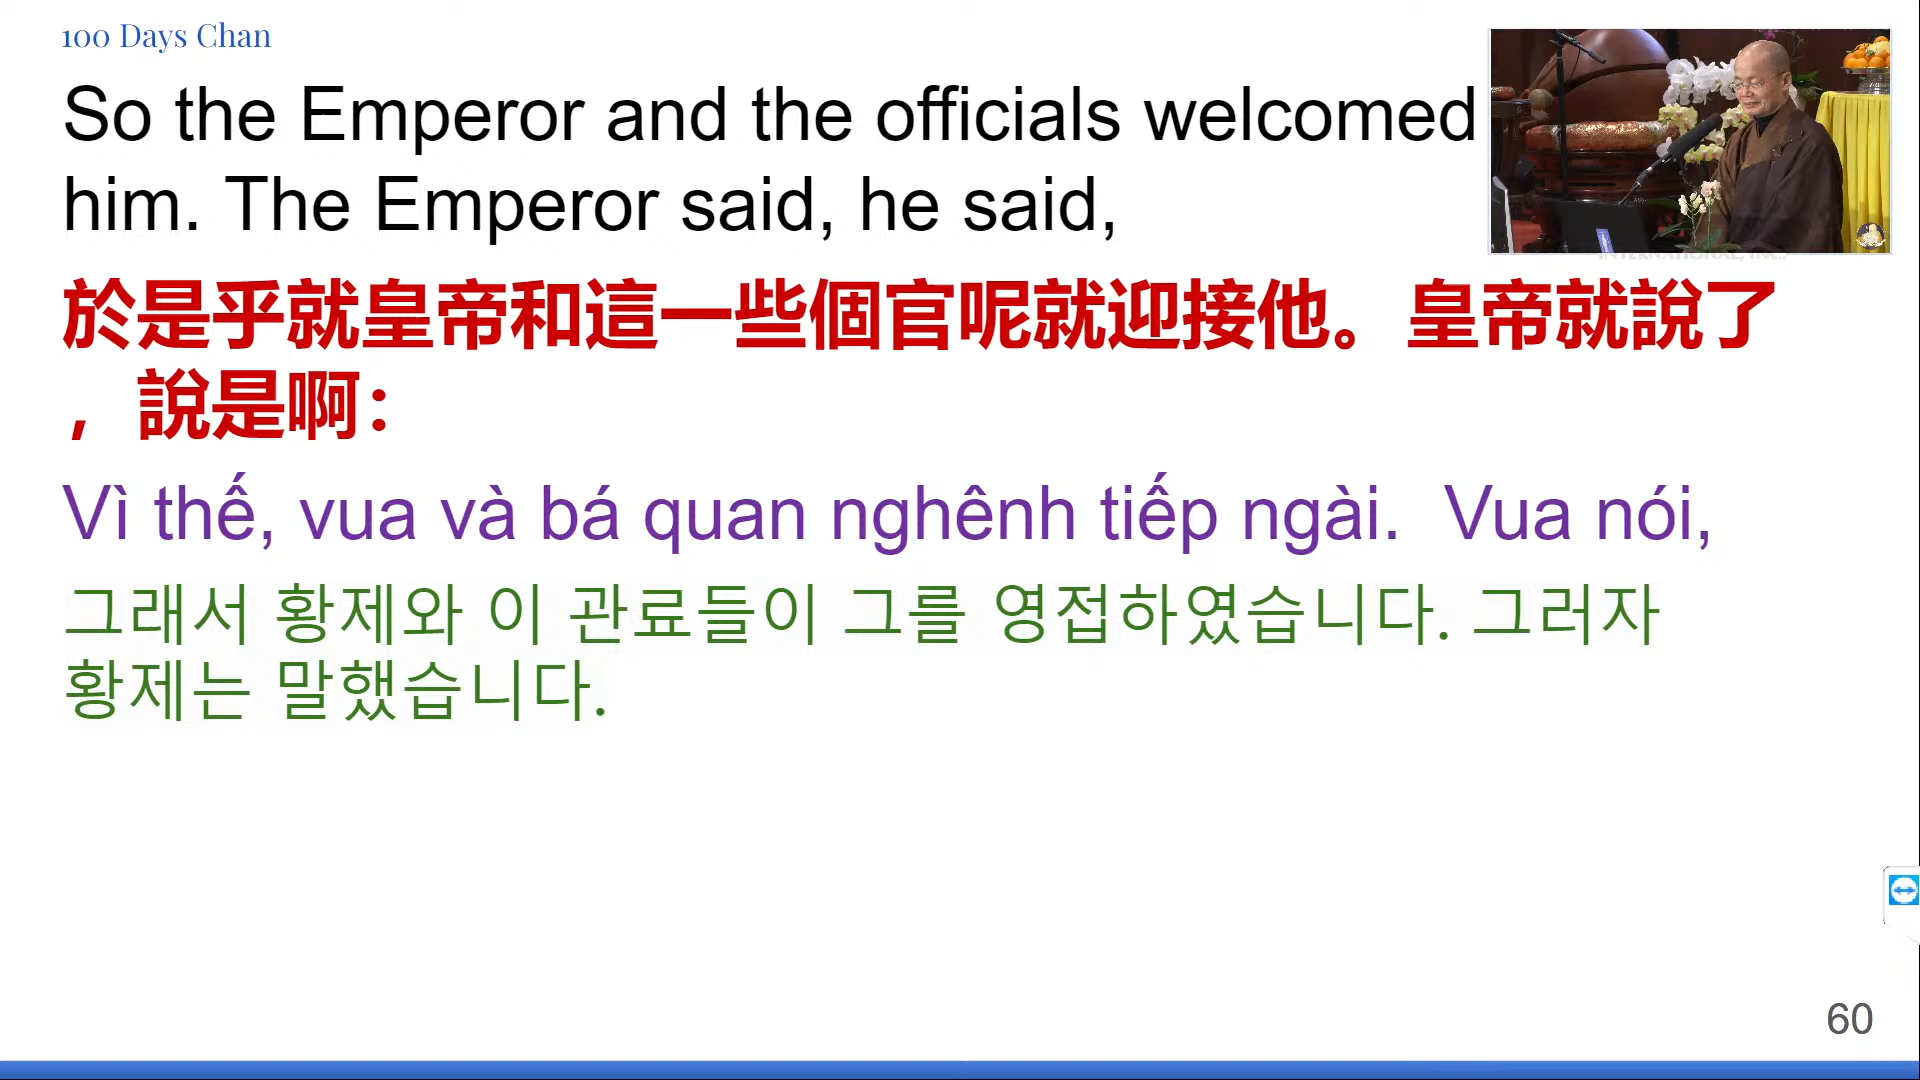 100 Days Chan
So the Emperor and the officials welcomed
him. The Emperor said, he said,
於是乎就皇帝和這一些個官呢就迎接他。皇帝就說了
，說是啊：
Vì thế, vua và bá quan nghênh tiếp ngài.  Vua nói,
그래서 황제와 이 관료들이 그를 영접하였습니다. 그러자
황제는 말했습니다.
60